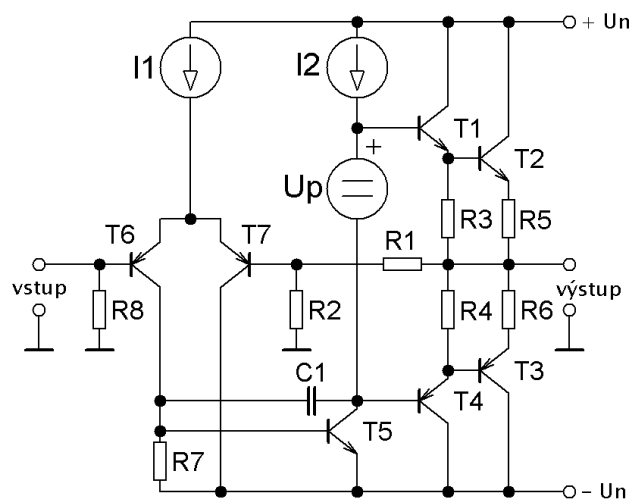 + Un
I1
I2
T1
T2
+
Up
R3
R5
T6
T7
R1
vstup
R8
R2
R4
R6
výstup
C1
T3
T4
T5
R7
− Un